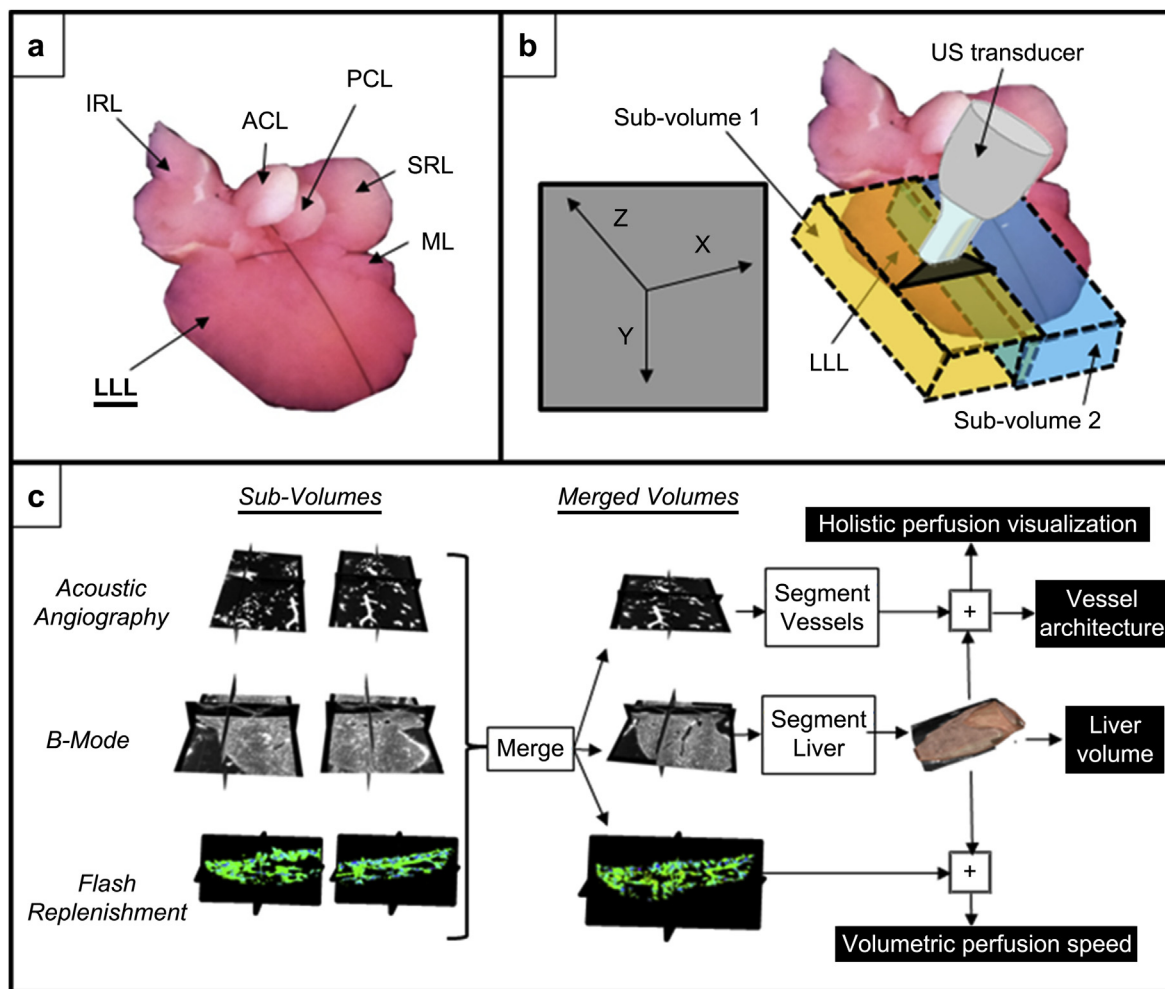 a
IRL
ACL
PCL
SRL
ML
LLL
b
US transducer
Sub-volume 1
Z
X
Y
LLL
Sub-volume 2
c
Sub-Volumes
Merged Volumes
Holistic perfusion visualization
Acoustic
Angiography
Segment
Vessels
+
Vessel
architecture
B-Mode
Merge
Segment
Liver
Liver
volume
Flash
Replenishment
+
Volumetric perfusion speed